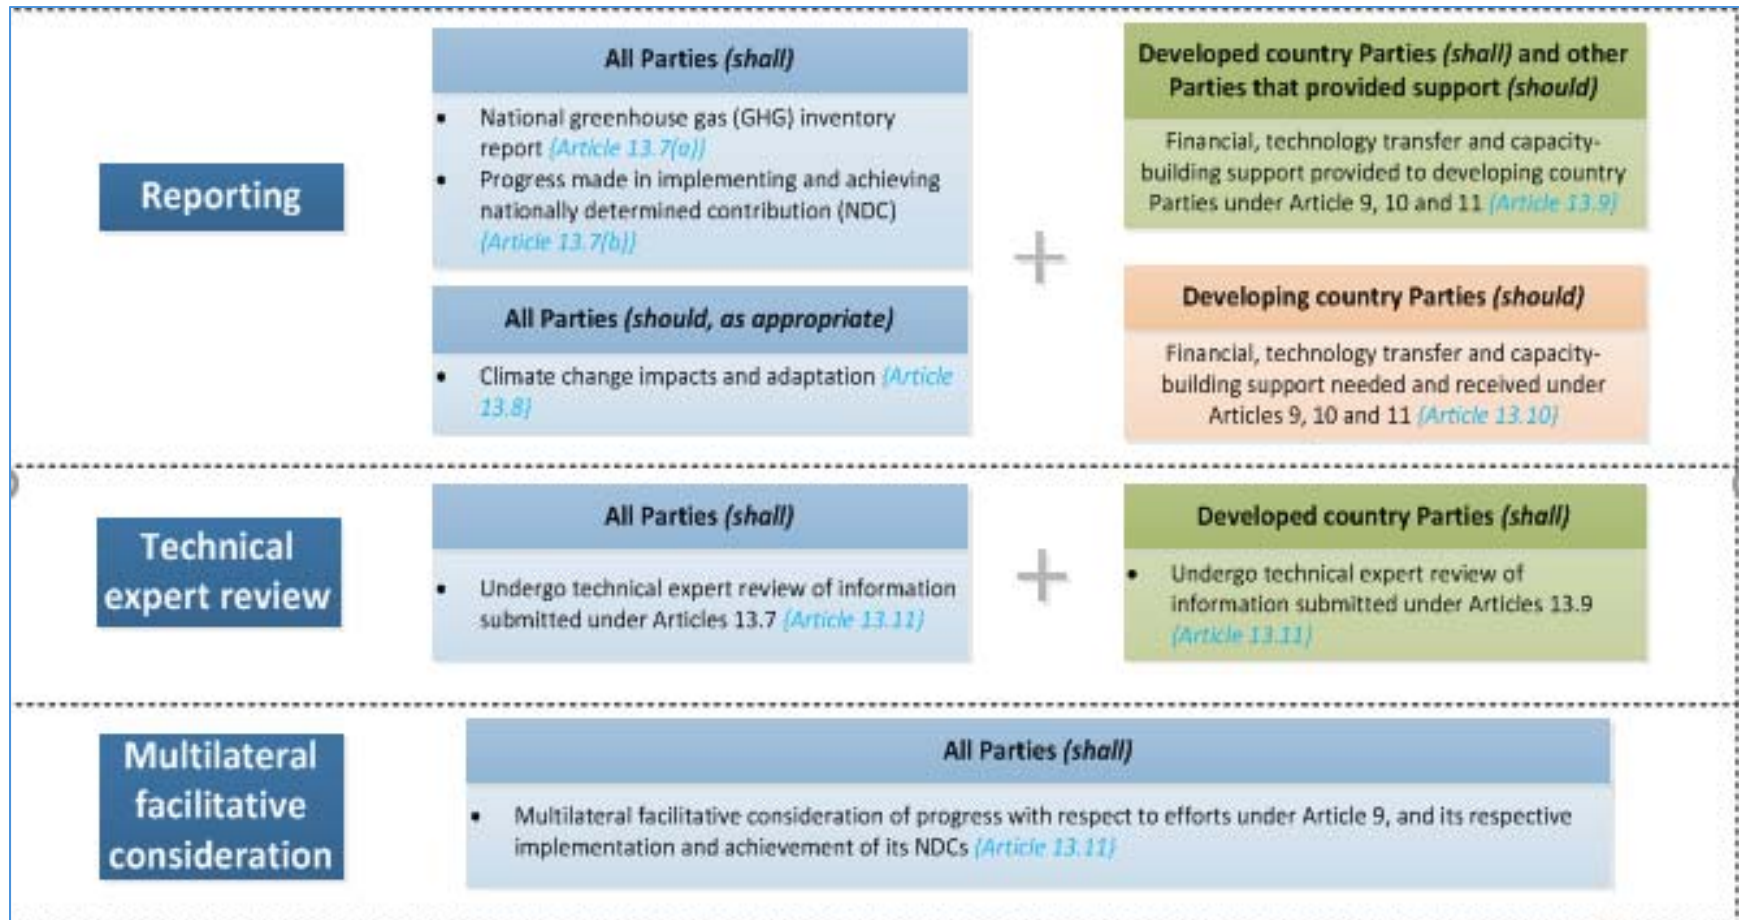 Reporting
All Parties (shall)
• National greenhouse gas (GHG) inventory
report {Article 13.7(a)}
• Progress made in implementing and achieving
nationally determined contribution (NDC)
{Article 13.7(b)}
All Parties (should, as appropriate)
• Climate change impacts and adaptation {Article
13.8}
+
Developed country Parties (shall) and other
Parties that provided support (should)
Financial, technology transfer and capacity-
building support provided to developing country
Parties under Article 9, 10 and 11 {Article 13.9}
Developing country Parties (should)
Financial, technology transfer and capacity-
building support needed and received under
Articles 9, 10 and 11 {Article 13.10}
Technical
expert review
All Parties (shall)
• Undergo technical expert review of information
submitted under Articles 13.7 {Article 13.11}
+
Developed country Parties (shall)
• Undergo technical expert review of
information submitted under Articles 13.9
{Article 13.11}
Multilateral
facilitative
consideration
All Parties (shall)
• Multilateral facilitative consideration of progress with respect to efforts under Article 9, and its respective
implementation and achievement of its NDCs {Article 13.11}